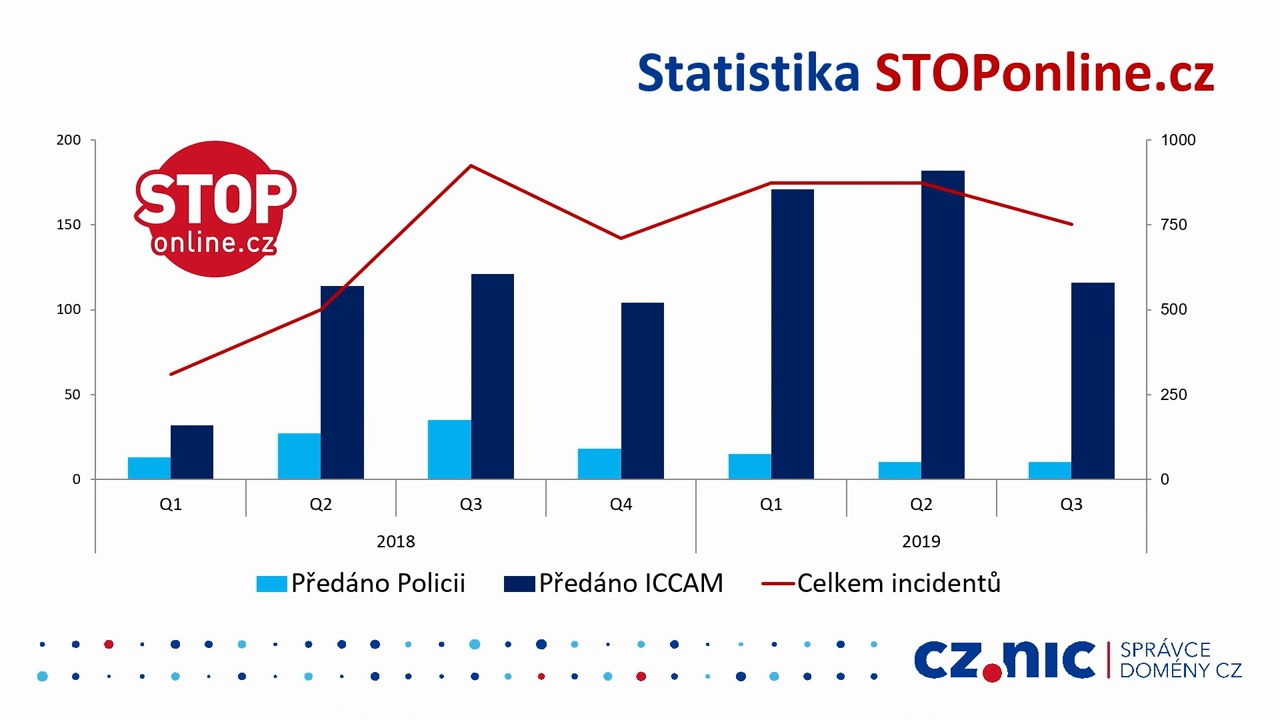 Statistika STOPonline.cz
200
150
100
50
0
1000
750
500
250
0
STOP
online.cz
Q1 Q2 Q3 Q4 Q1 Q2 Q3
2018 2019
Předáno Policii Předáno ICCAM Celkem incidentů
CZ.NIC SPRÁVCE
DOMÉNY CZ